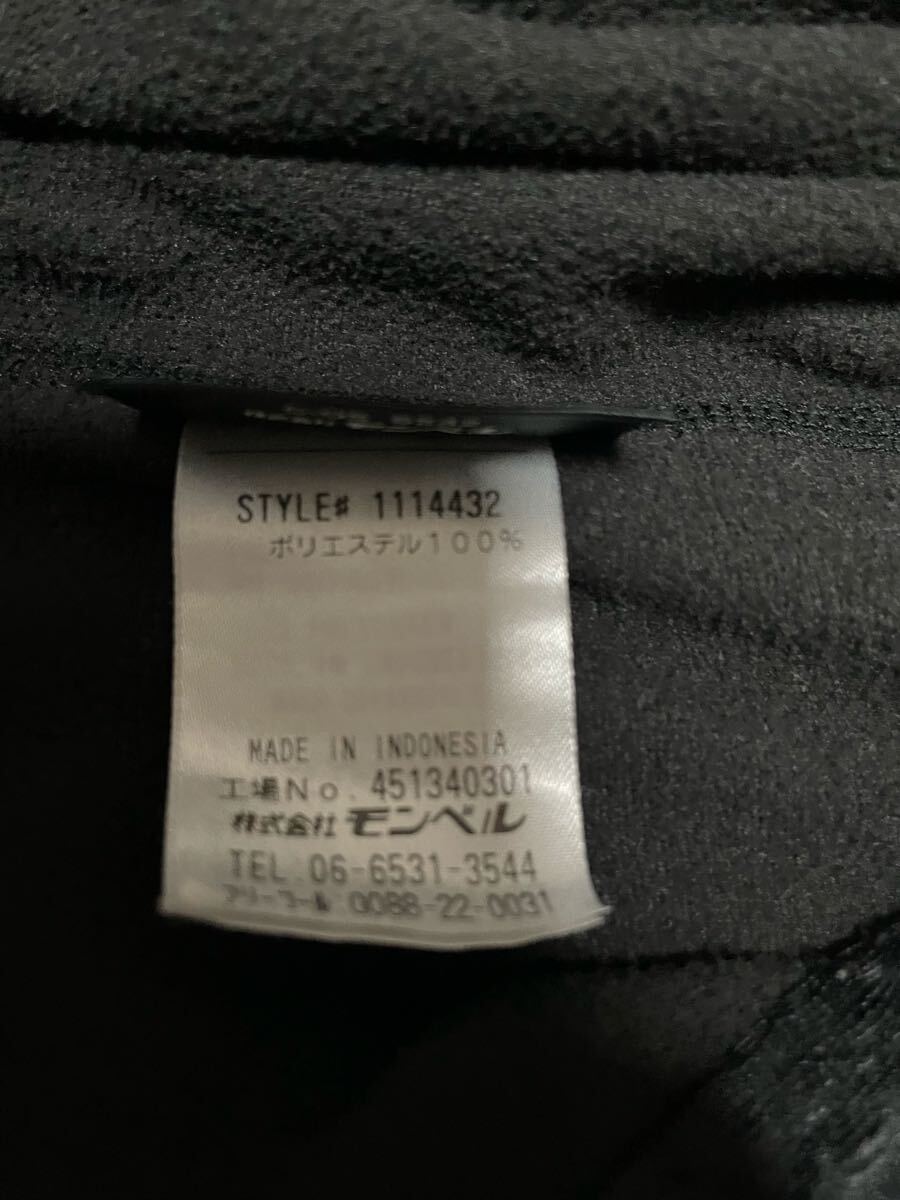 STYLE# 1114432
ポリエステル100%
MADE IN INDONESIA
工場No. 451340301
株式会社 モンベル
TEL. 06-6531-3544
フリーコール 0088-22-0031